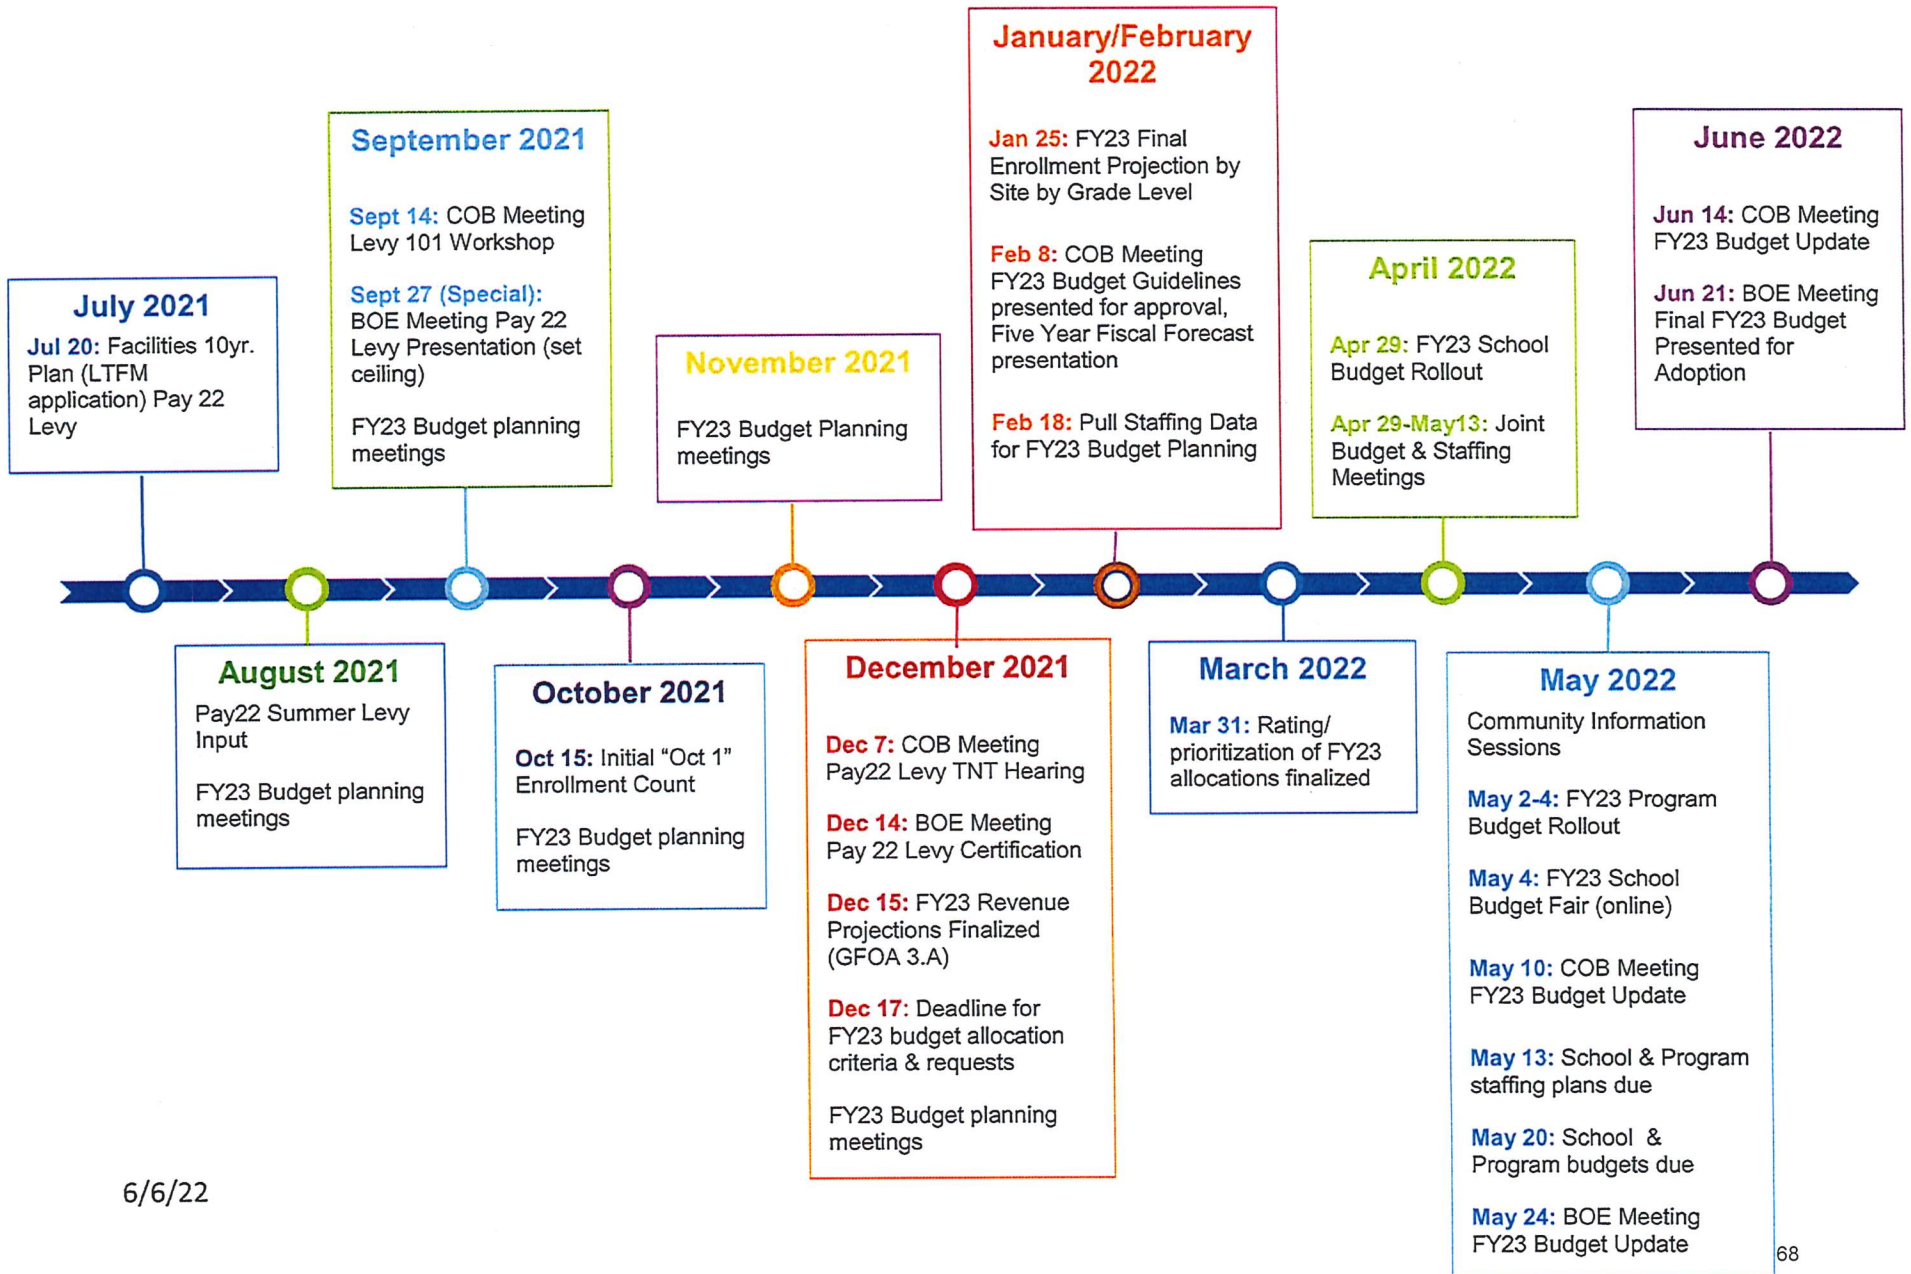 July 2021
Jul 20: Facilities 10yr.
Plan (LTFM
application) Pay 22
Levy
August 2021
Pay22 Summer Levy
Input
FY23 Budget planning
meetings
September 2021
Sept 14: COB Meeting
Levy 101 Workshop
Sept 27 (Special):
BOE Meeting Pay 22
Levy Presentation (set
ceiling)
FY23 Budget planning
meetings
October 2021
Oct 15: Initial “Oct 1”
Enrollment Count
FY23 Budget planning
meetings
November 2021
FY23 Budget Planning
meetings
December 2021
Dec 7: COB Meeting
Pay22 Levy TNT Hearing
Dec 14: BOE Meeting
Pay 22 Levy Certification
Dec 15: FY23 Revenue
Projections Finalized
(GFOA 3.A)
Dec 17: Deadline for
FY23 budget allocation
criteria & requests
FY23 Budget planning
meetings
January/February
2022
Jan 25: FY23 Final
Enrollment Projection by
Site by Grade Level
Feb 8: COB Meeting
FY23 Budget Guidelines
presented for approval,
Five Year Fiscal Forecast
presentation
Feb 18: Pull Staffing Data
for FY23 Budget Planning
March 2022
Mar 31: Rating/
prioritization of FY23
allocations finalized
April 2022
Apr 29: FY23 School
Budget Rollout
Apr 29-May13: Joint
Budget & Staffing
Meetings
May 2022
Community Information
Sessions
May 2-4: FY23 Program
Budget Rollout
May 4: FY23 School
Budget Fair (online)
May 10: COB Meeting
FY23 Budget Update
May 13: School & Program
staffing plans due
May 20: School &
Program budgets due
May 24: BOE Meeting
FY23 Budget Update
June 2022
Jun 14: COB Meeting
FY23 Budget Update
Jun 21: BOE Meeting
Final FY23 Budget
Presented for
Adoption
6/6/22
68